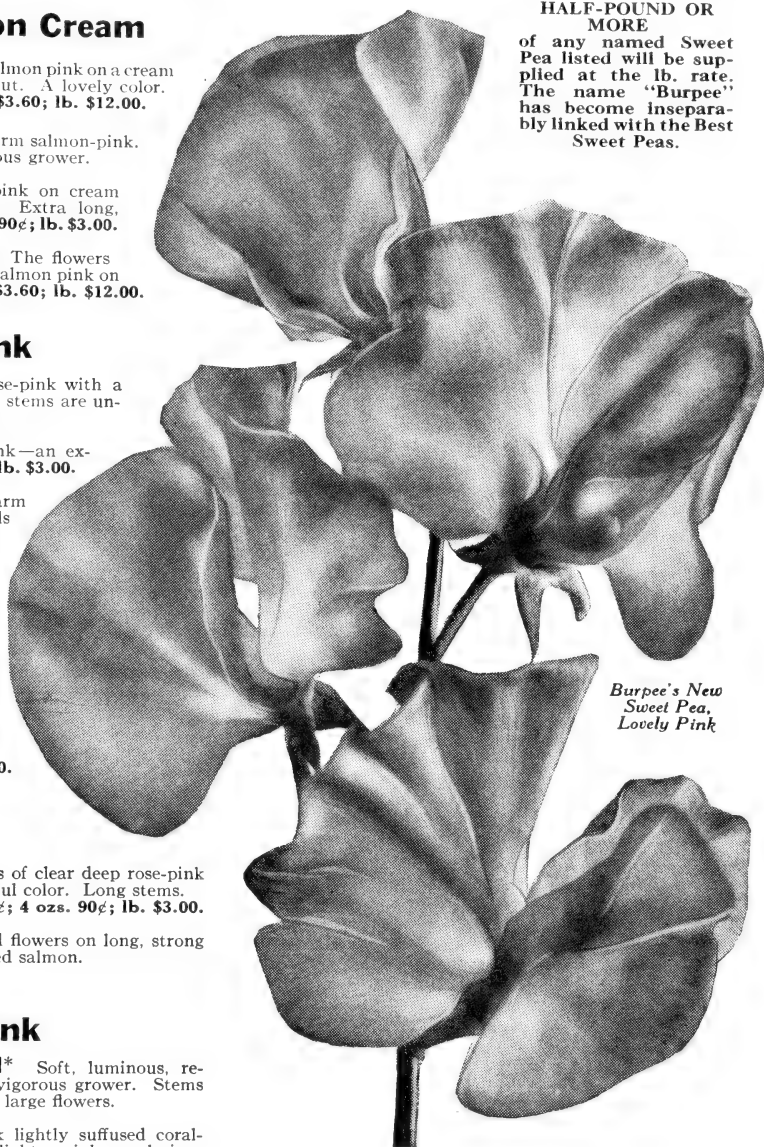 on Cream
lmon pink on a cream
ut. A lovely color.
$3.60; lb. $12.00.
rm salmon-pink.
ous grower.
pink on cream
Extra long,
90¢; lb. $3.00.
The flowers
almon pink on
$3.60; lb. $12.00.
nk
se-pink with a
stems are un-
nk—an ex-
lb. $3.00.
arm
ls
0.
s of clear deep rose-pink
ul color. Long stems.
¢; 4 ozs. 90¢; lb. $3.00.
l flowers on long, strong
ed salmon.
nk
l* Soft, luminous, re-
vigorous grower. Stems
large flowers.
k lightly suffused coral-
HALF-POUND OR
MORE
of any named Sweet
Pea listed will be sup-
plied at the lb. rate.
The name "Burpee"
has become insepara-
bly linked with the Best
Sweet Peas.
Burpee's New
Sweet Pea,
Lovely Pink